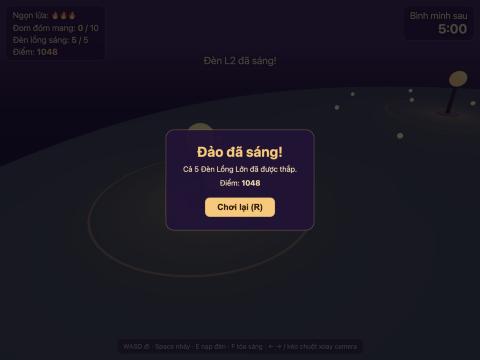 Ngọn lửa: 🔥🔥🔥
Đom đóm mang: 0 / 10
Đèn lồng sáng: 5 / 5
Điểm: 1048
Bình minh sau
5:00
Đèn L2 đã sáng!
Đảo đã sáng!
Cả 5 Đèn Lồng Lớn đã được thắp.
Điểm: 1048
Chơi lại (R)
WASD đi · Space nhảy · E nạp đèn · F tỏa sáng · ← → / kéo chuột xoay camera